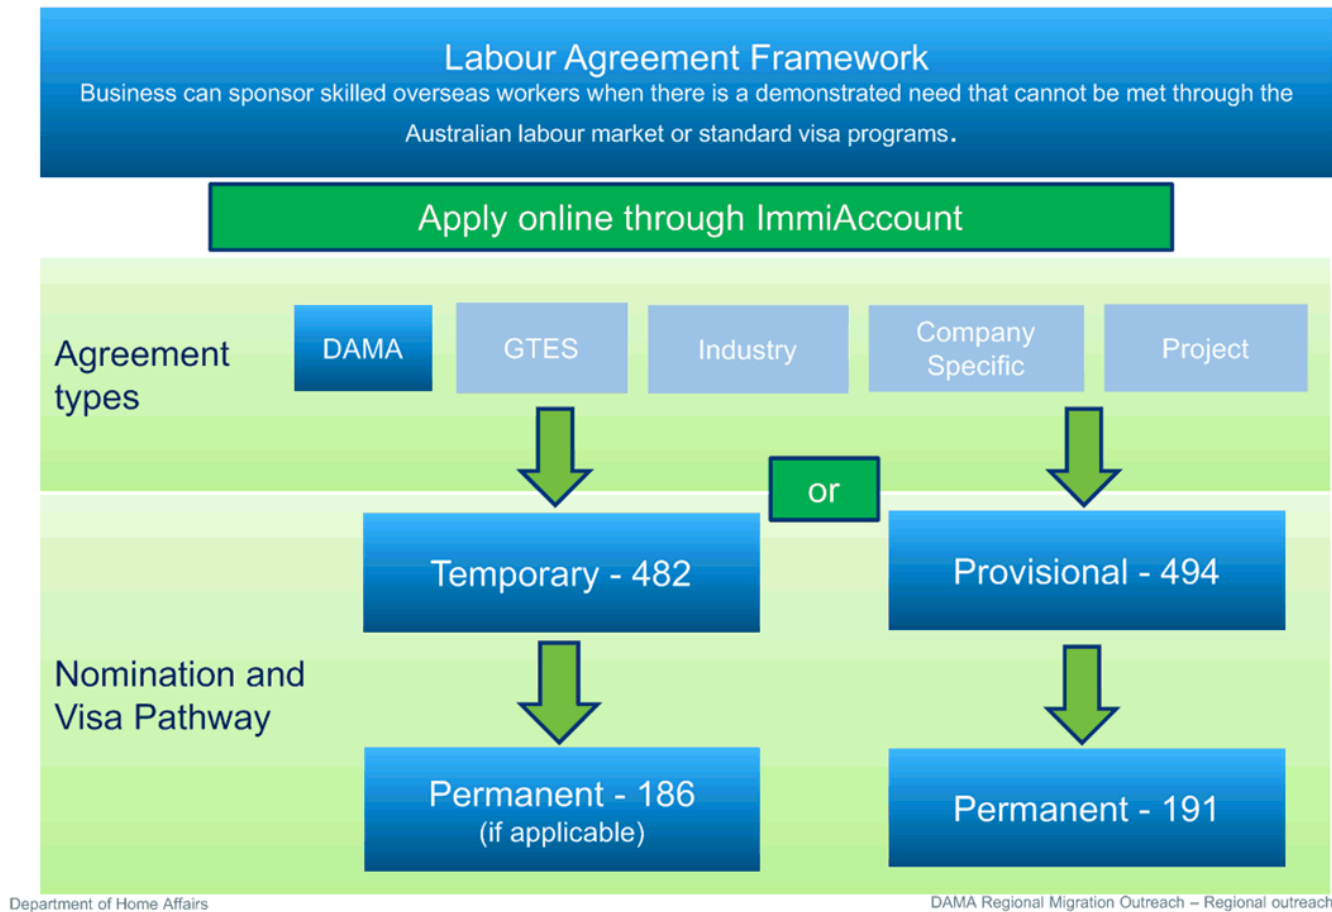 Labour Agreement Framework
Business can sponsor skilled overseas workers when there is a demonstrated need that cannot be met through the
Australian labour market or standard visa programs.
Apply online through ImmiAccount
Agreement
types
DAMA
GTES
Industry
Company
Specific
Project
or
Temporary - 482
Provisional - 494
Nomination and
Visa Pathway
Permanent - 186
(if applicable)
Permanent - 191
Department of Home Affairs
DAMA Regional Migration Outreach – Regional outreach